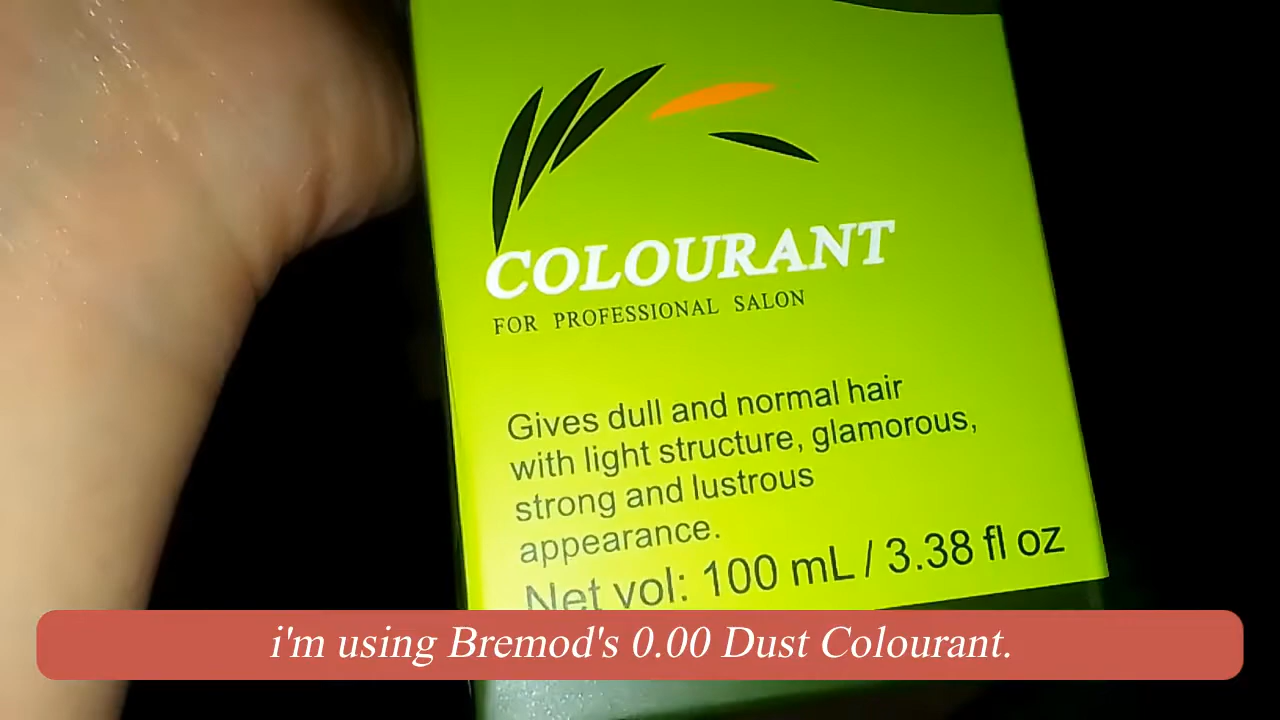 COLOURANT
FOR PROFESSIONAL SALON
Gives dull and normal hair
with light structure, glamorous,
strong and lustrous
appearance.
Net vol: 100 mL / 3.38 fl oz
i'm using Bremod's 0.00 Dust Colourant.